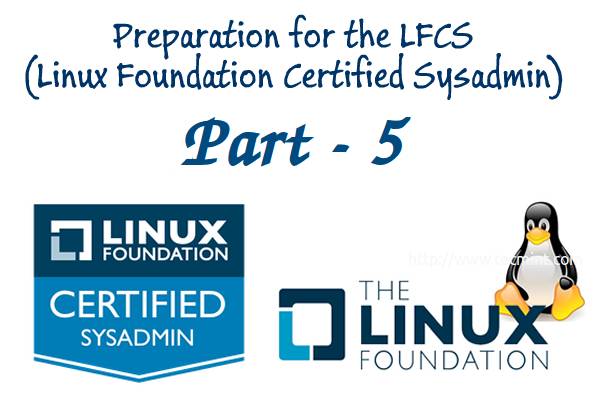 Preparation for the LFCS
(Linux Foundation Certified Sysadmin)
Part - 5
LINUX
FOUNDATION
CERTIFIED
SYSADMIN
THE
LINUX
FOUNDATION